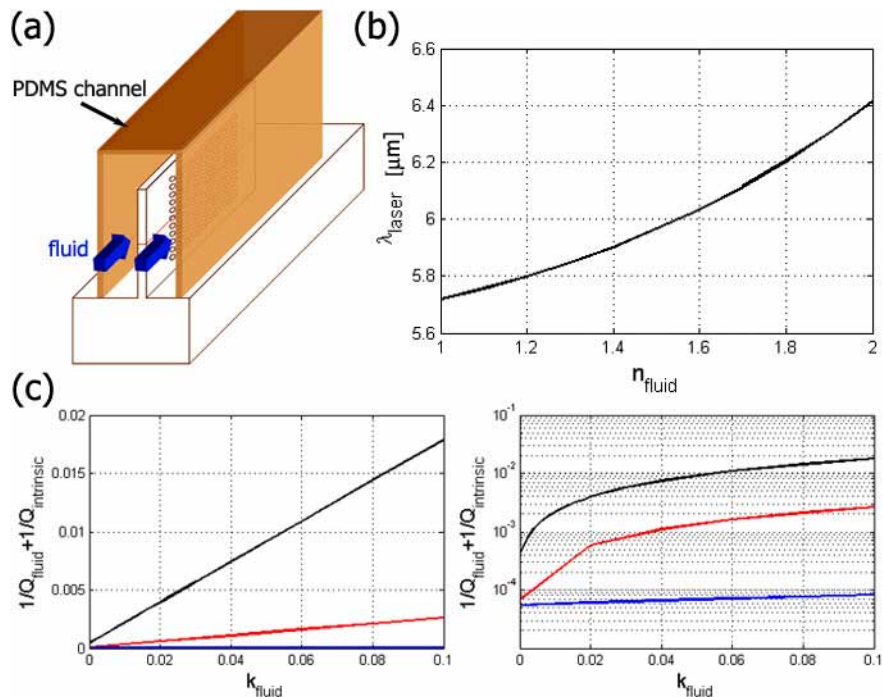 (a)
PDMS channel
fluid
(b)
λlaser [μm]
6.6
6.4
6.2
6
5.8
5.6
1 1.2 1.4 1.6 1.8 2
nfluid
(c)
1/Qfluid+1/Qintrinsic
0.02
0.015
0.01
0.005
0
0 0.02 0.04 0.06 0.08 0.1
kfluid
1/Qfluid+1/Qintrinsic
10-1
10-2
10-3
10-4
0 0.02 0.04 0.06 0.08 0.1
kfluid